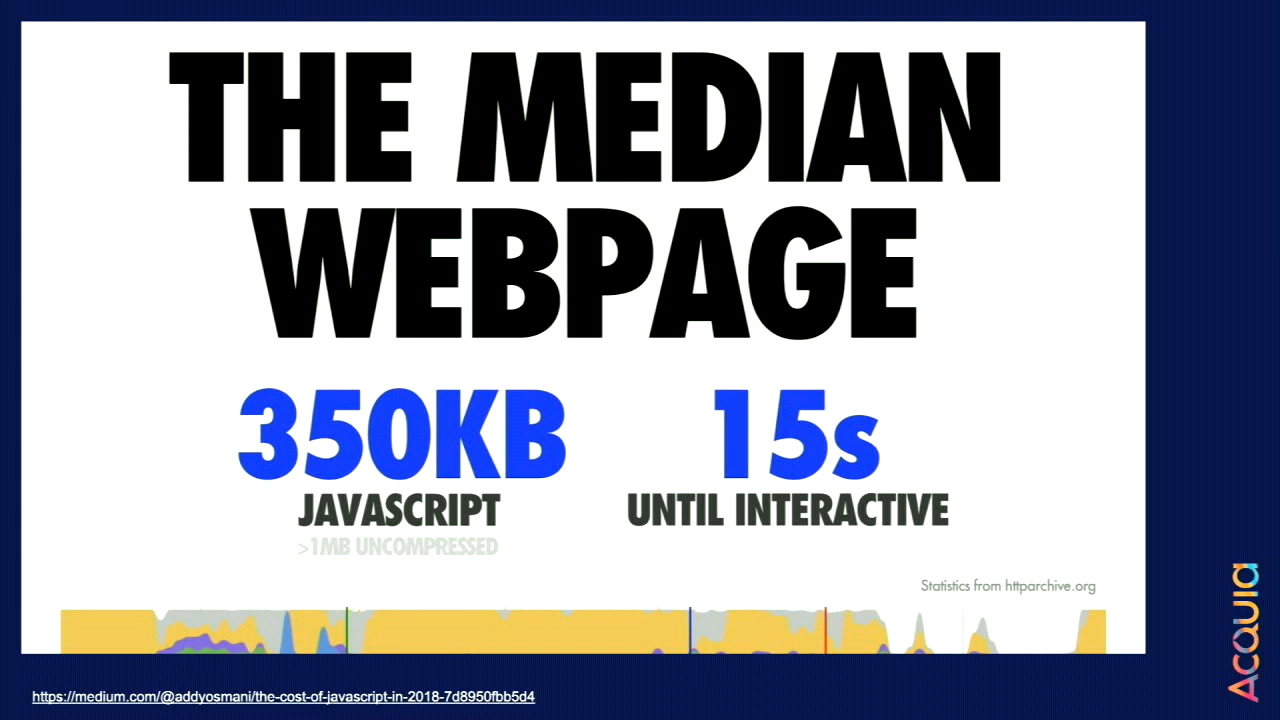 THE MEDIAN
WEBPAGE
350KB 15s
JAVASCRIPT UNTIL INTERACTIVE
>1MB UNCOMPRESSED
Statistics from httparchive.org
https://medium.com/@addyosmani/the-cost-of-javascript-in-2018-7d8950fbb5d4
ACQUIA